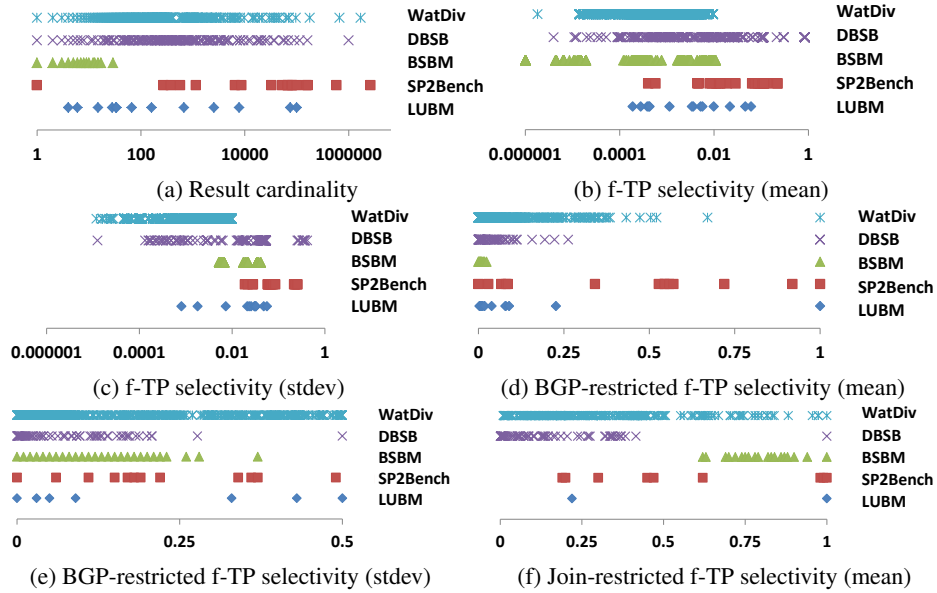 WatDiv
DBSB
BSBM
SP2Bench
LUBM
1 100 10000 1000000
(a) Result cardinality
WatDiv
DBSB
BSBM
SP2Bench
LUBM
0.000001 0.0001 0.01 1
(b) f-TP selectivity (mean)
WatDiv
DBSB
BSBM
SP2Bench
LUBM
0.000001 0.0001 0.01 1
(c) f-TP selectivity (stdev)
WatDiv
DBSB
BSBM
SP2Bench
LUBM
0 0.25 0.5 0.75 1
(d) BGP-restricted f-TP selectivity (mean)
WatDiv
DBSB
BSBM
SP2Bench
LUBM
0 0.25 0.5
(e) BGP-restricted f-TP selectivity (stdev)
WatDiv
DBSB
BSBM
SP2Bench
LUBM
0 0.25 0.5 0.75 1
(f) Join-restricted f-TP selectivity (mean)